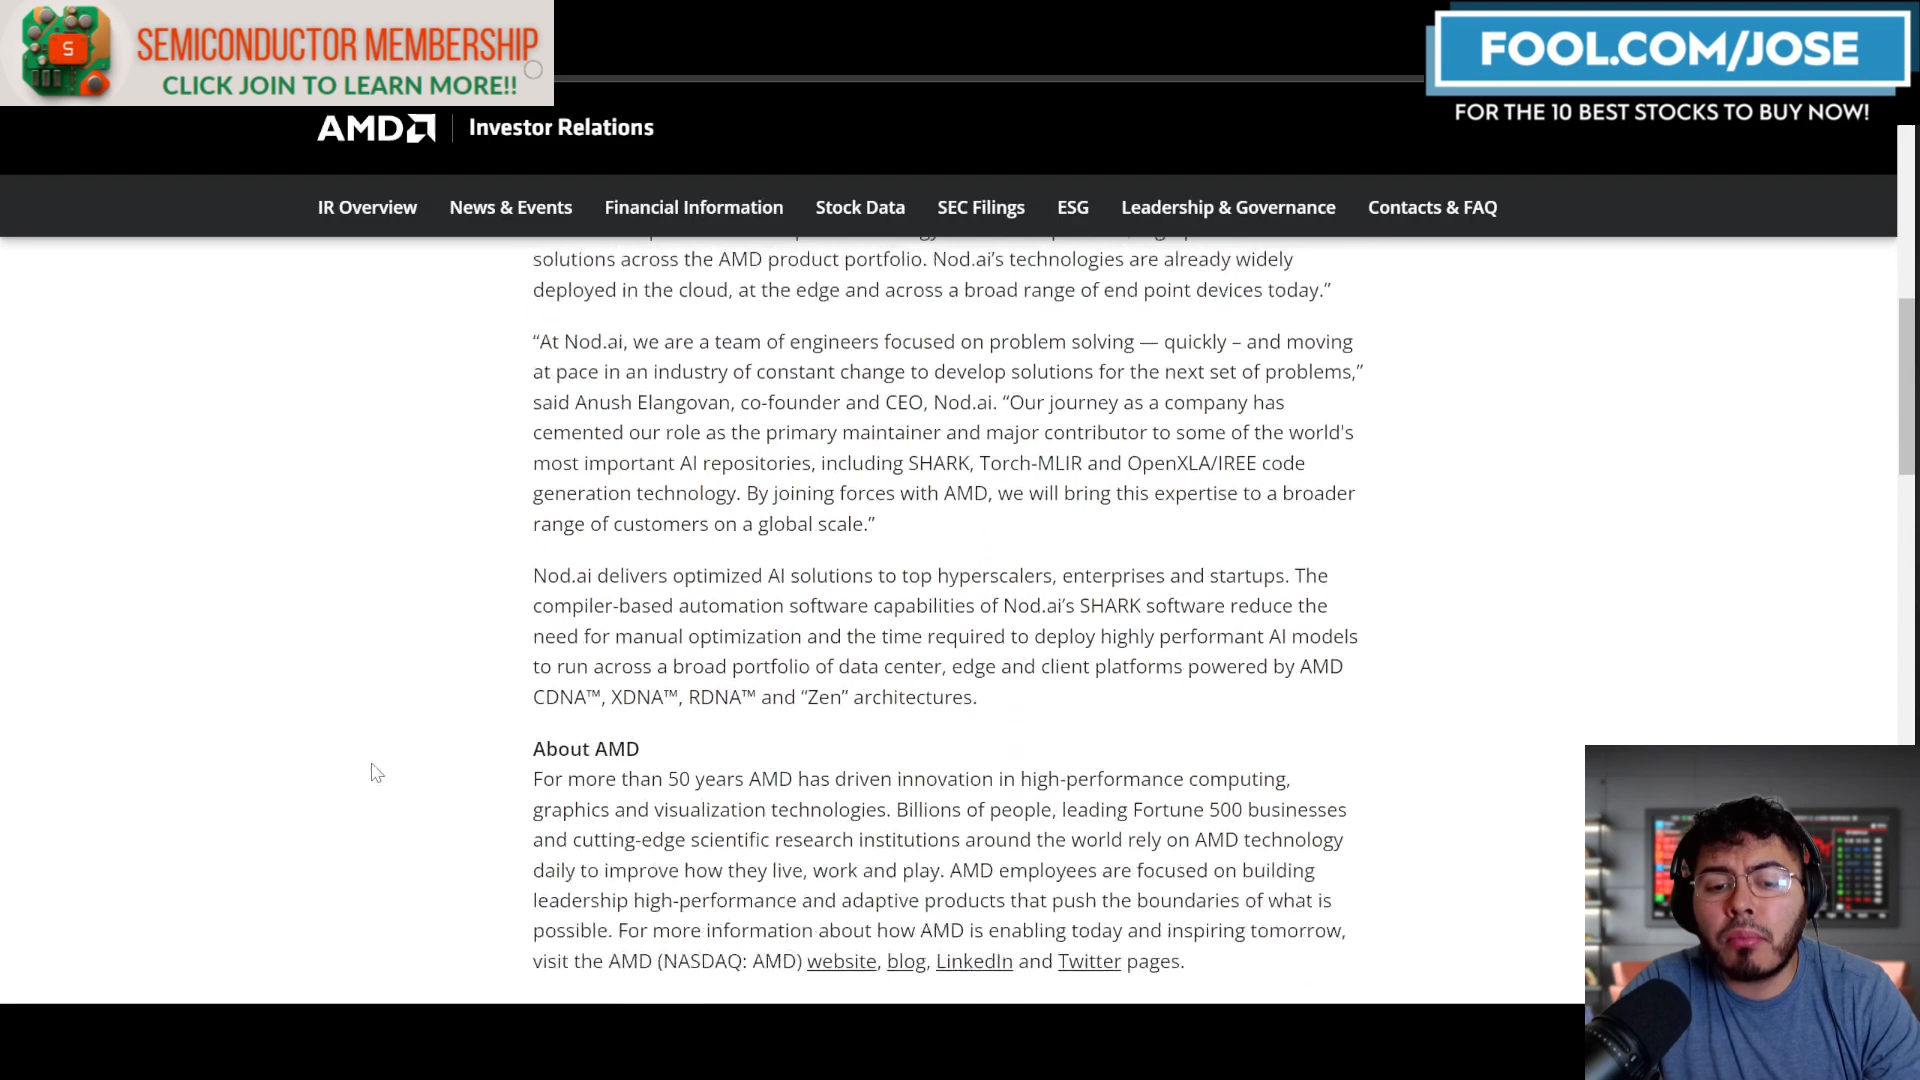 SEMICONDUCTOR MEMBERSHIP
CLICK JOIN TO LEARN MORE!!
S
FOOL.COM/JOSE
FOR THE 10 BEST STOCKS TO BUY NOW!
AMD Investor Relations
IR Overview News & Events Financial Information Stock Data SEC Filings ESG Leadership & Governance Contacts & FAQ
solutions across the AMD product portfolio. Nod.ai’s technologies are already widely
deployed in the cloud, at the edge and across a broad range of end point devices today.”
“At Nod.ai, we are a team of engineers focused on problem solving — quickly – and moving
at pace in an industry of constant change to develop solutions for the next set of problems,”
said Anush Elangovan, co-founder and CEO, Nod.ai. “Our journey as a company has
cemented our role as the primary maintainer and major contributor to some of the world's
most important AI repositories, including SHARK, Torch-MLIR and OpenXLA/IREE code
generation technology. By joining forces with AMD, we will bring this expertise to a broader
range of customers on a global scale.”
Nod.ai delivers optimized AI solutions to top hyperscalers, enterprises and startups. The
compiler-based automation software capabilities of Nod.ai’s SHARK software reduce the
need for manual optimization and the time required to deploy highly performant AI models
to run across a broad portfolio of data center, edge and client platforms powered by AMD
CDNA™, XDNA™, RDNA™ and “Zen” architectures.
About AMD
For more than 50 years AMD has driven innovation in high-performance computing,
graphics and visualization technologies. Billions of people, leading Fortune 500 businesses
and cutting-edge scientific research institutions around the world rely on AMD technology
daily to improve how they live, work and play. AMD employees are focused on building
leadership high-performance and adaptive products that push the boundaries of what is
possible. For more information about how AMD is enabling today and inspiring tomorrow,
visit the AMD (NASDAQ: AMD) website, blog, LinkedIn and Twitter pages.